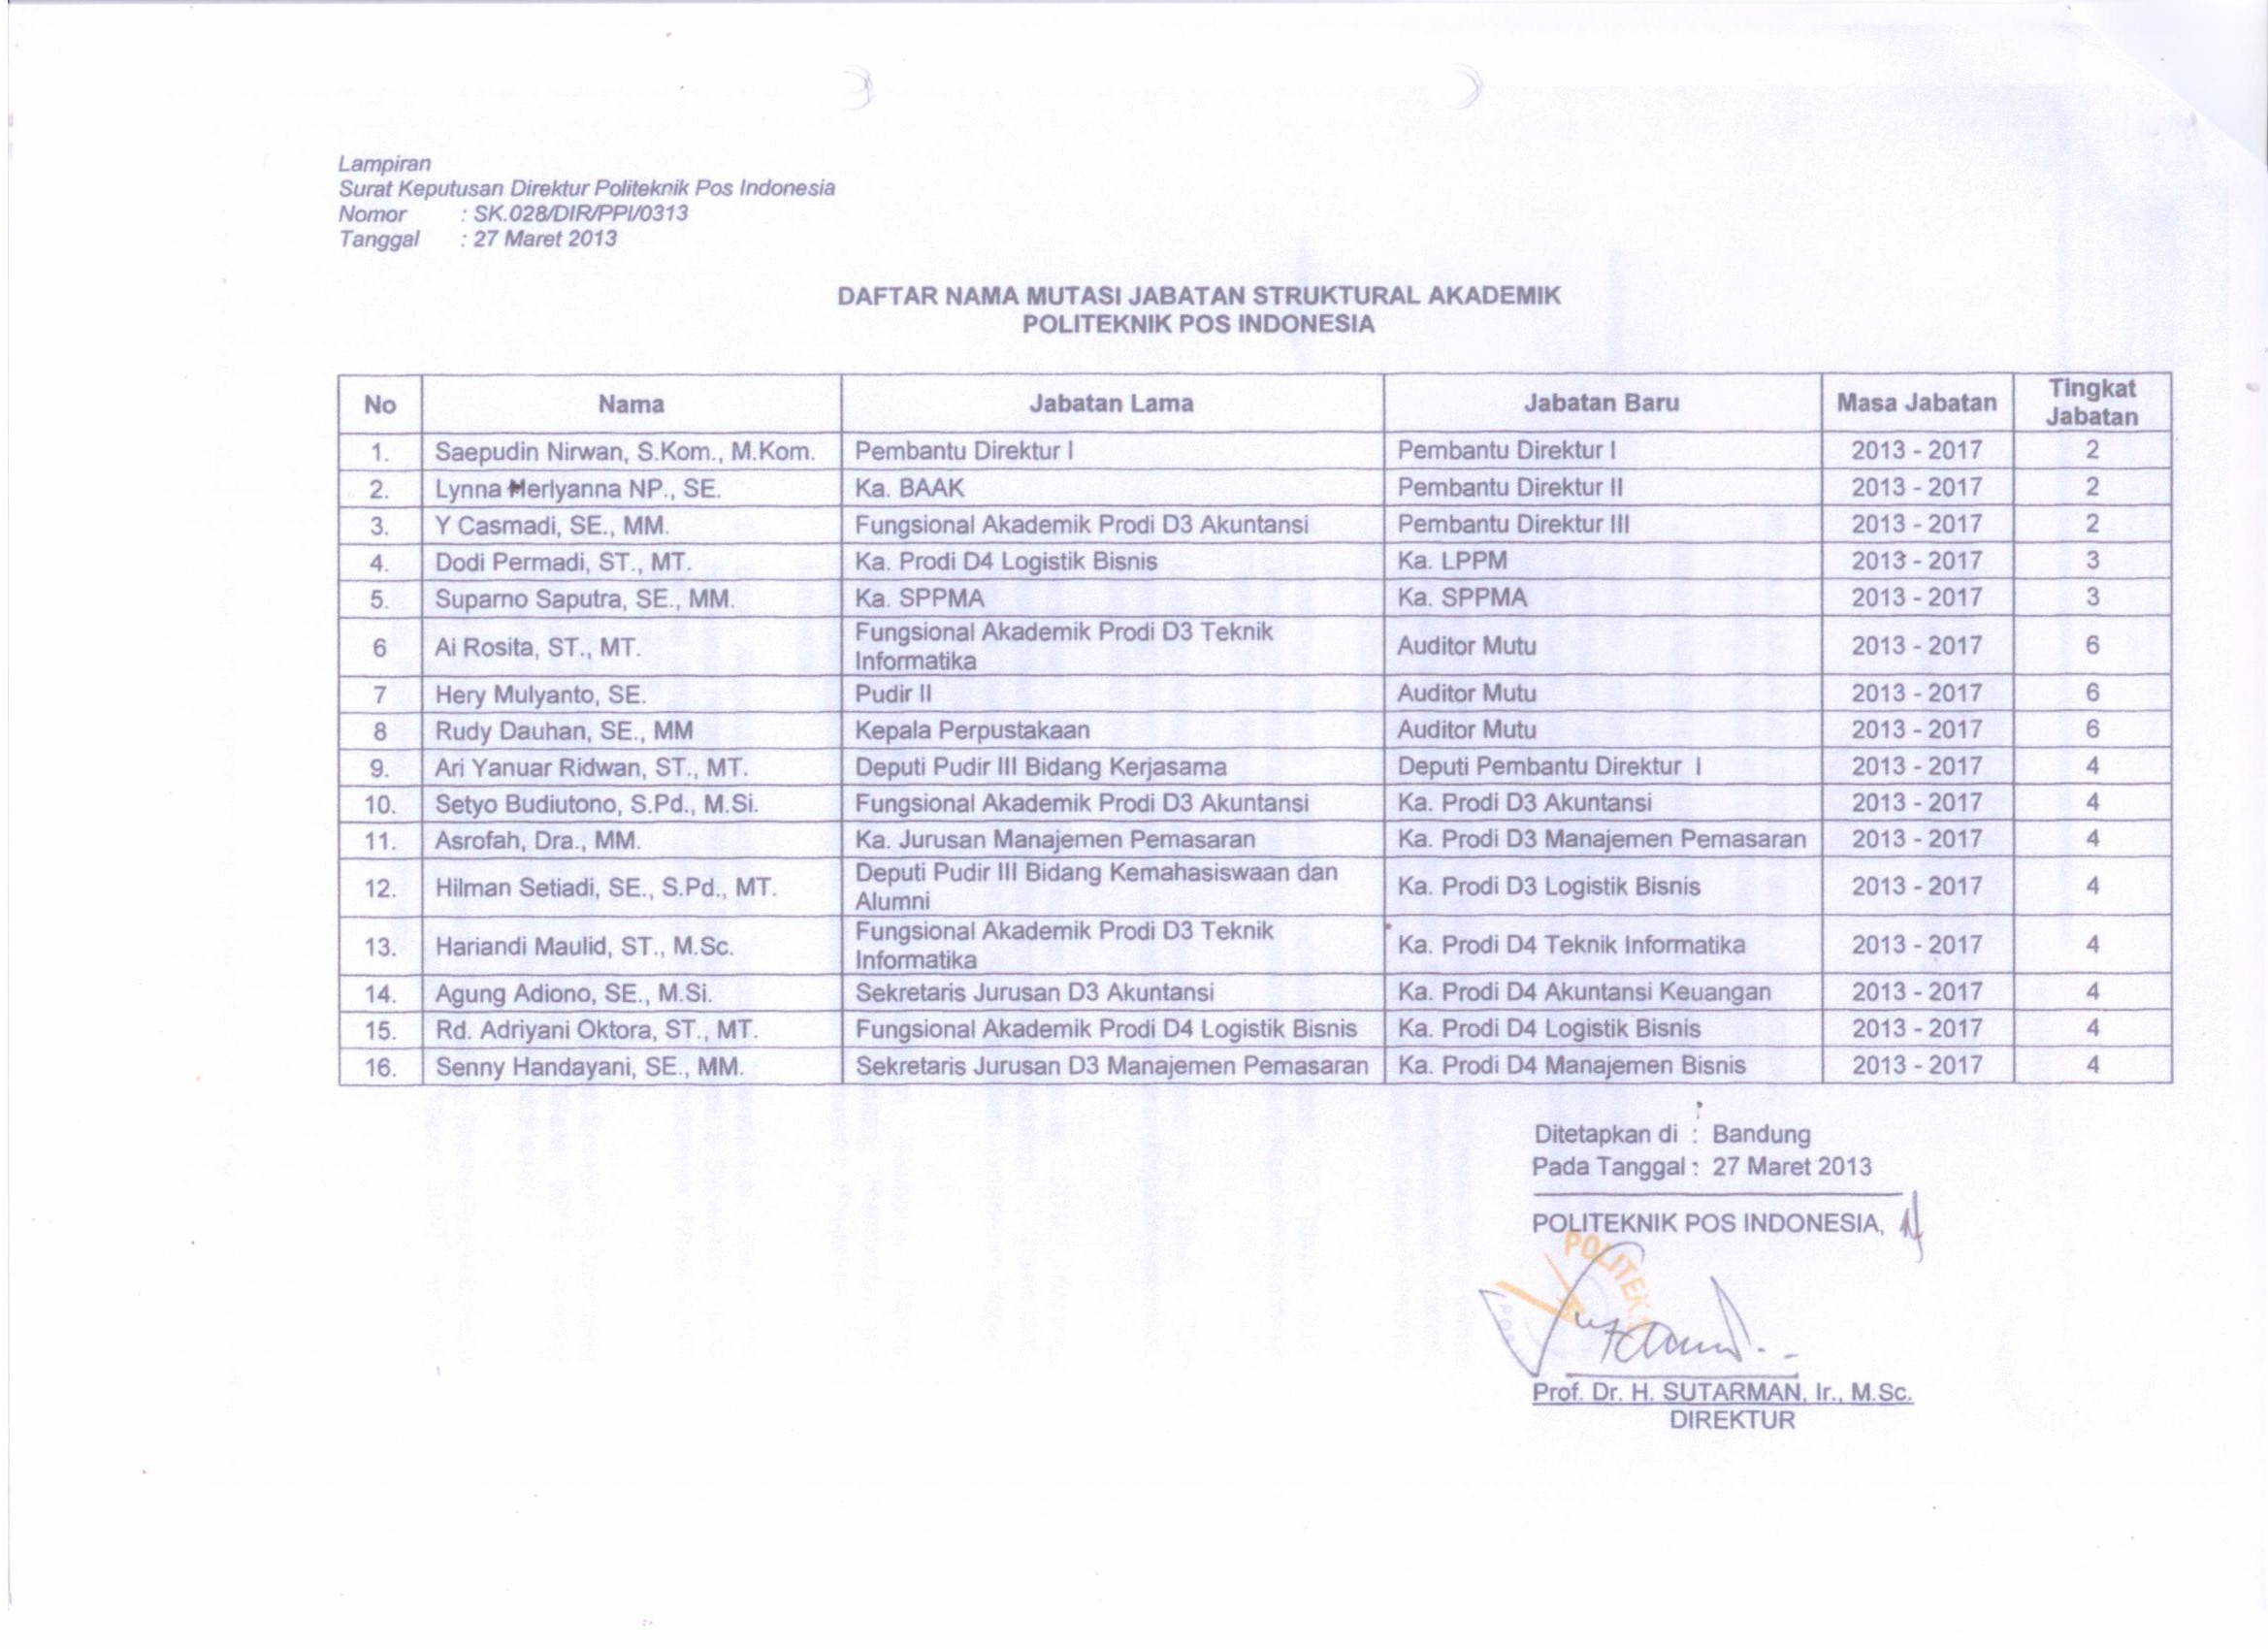 Lampiran
Surat Keputusan Direktur Politeknik Pos Indonesia
Nomor : SK.028/DIR/PPI/0313
Tanggal : 27 Maret 2013
DAFTAR NAMA MUTASI JABATAN STRUKTURAL AKADEMIK
POLITEKNIK POS INDONESIA
No Nama Jabatan Lama Jabatan Baru Masa Jabatan Tingkat Jabatan
1. Saepudin Nirwan, S.Kom., M.Kom. Pembantu Direktur I Pembantu Direktur I 2013 - 2017 2
2. Lynna Herlyanna NP., SE. Ka. BAAK Pembantu Direktur II 2013 - 2017 2
3. Y Casmadi, SE., MM. Fungsional Akademik Prodi D3 Akuntansi Pembantu Direktur III 2013 - 2017 2
4. Dodi Permadi, ST., MT. Ka. Prodi D4 Logistik Bisnis Ka. LPPM 2013 - 2017 3
5. Suparno Saputra, SE., MM. Ka. SPPMA Ka. SPPMA 2013 - 2017 3
6 Ai Rosita, ST., MT. Fungsional Akademik Prodi D3 Teknik Informatika Auditor Mutu 2013 - 2017 6
7 Hery Mulyanto, SE. Pudir II Auditor Mutu 2013 - 2017 6
8 Rudy Dauhan, SE., MM Kepala Perpustakaan Auditor Mutu 2013 - 2017 6
9. Ari Yanuar Ridwan, ST., MT. Deputi Pudir III Bidang Kerjasama Deputi Pembantu Direktur I 2013 - 2017 4
10. Setyo Budiutono, S.Pd., M.Si. Fungsional Akademik Prodi D3 Akuntansi Ka. Prodi D3 Akuntansi 2013 - 2017 4
11. Asrofah, Dra., MM. Ka. Jurusan Manajemen Pemasaran Ka. Prodi D3 Manajemen Pemasaran 2013 - 2017 4
12. Hilman Setiadi, SE., S.Pd., MT. Deputi Pudir III Bidang Kemahasiswaan dan Alumni Ka. Prodi D3 Logistik Bisnis 2013 - 2017 4
13. Hariandi Maulid, ST., M.Sc. Fungsional Akademik Prodi D3 Teknik Informatika Ka. Prodi D4 Teknik Informatika 2013 - 2017 4
14. Agung Adiono, SE., M.Si. Sekretaris Jurusan D3 Akuntansi Ka. Prodi D4 Akuntansi Keuangan 2013 - 2017 4
15. Rd. Adriyani Oktora, ST., MT. Fungsional Akademik Prodi D4 Logistik Bisnis Ka. Prodi D4 Logistik Bisnis 2013 - 2017 4
16. Senny Handayani, SE., MM. Sekretaris Jurusan D3 Manajemen Pemasaran Ka. Prodi D4 Manajemen Bisnis 2013 - 2017 4
Ditetapkan di : Bandung
Pada Tanggal : 27 Maret 2013
POLITEKNIK POS INDONESIA,
POLITEK
POS
Prof. Dr. H. SUTARMAN, Ir., M.Sc.
DIREKTUR